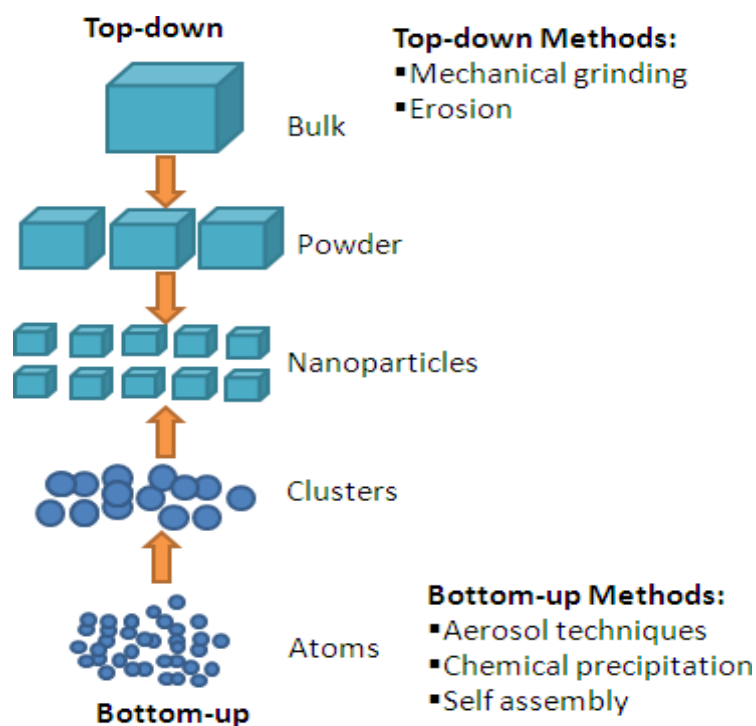 Top-down
Top-down Methods:
▪Mechanical grinding
▪Erosion
Bulk
Powder
Nanoparticles
Clusters
Atoms
Bottom-up
Bottom-up Methods:
▪Aerosol techniques
▪Chemical precipitation
▪Self assembly